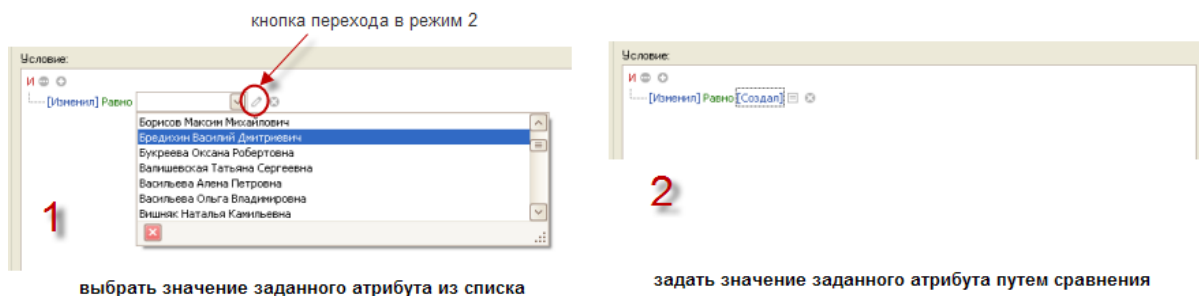 кнопка перехода в режим 2
Условие:
И
[Изменил] Равно
Борисов Максим Михайлович
Бредихин Василий Дмитриевич
Букреева Оксана Робертовна
Валишевская Татьяна Сергеевна
Васильева Алена Петровна
Васильева Ольга Владимировна
Вишняк Наталья Камильевна
1
выбрать значение заданного атрибута из списка
Условие:
И
[Изменил] Равно [Создал]
2
задать значение заданного атрибута путем сравнения